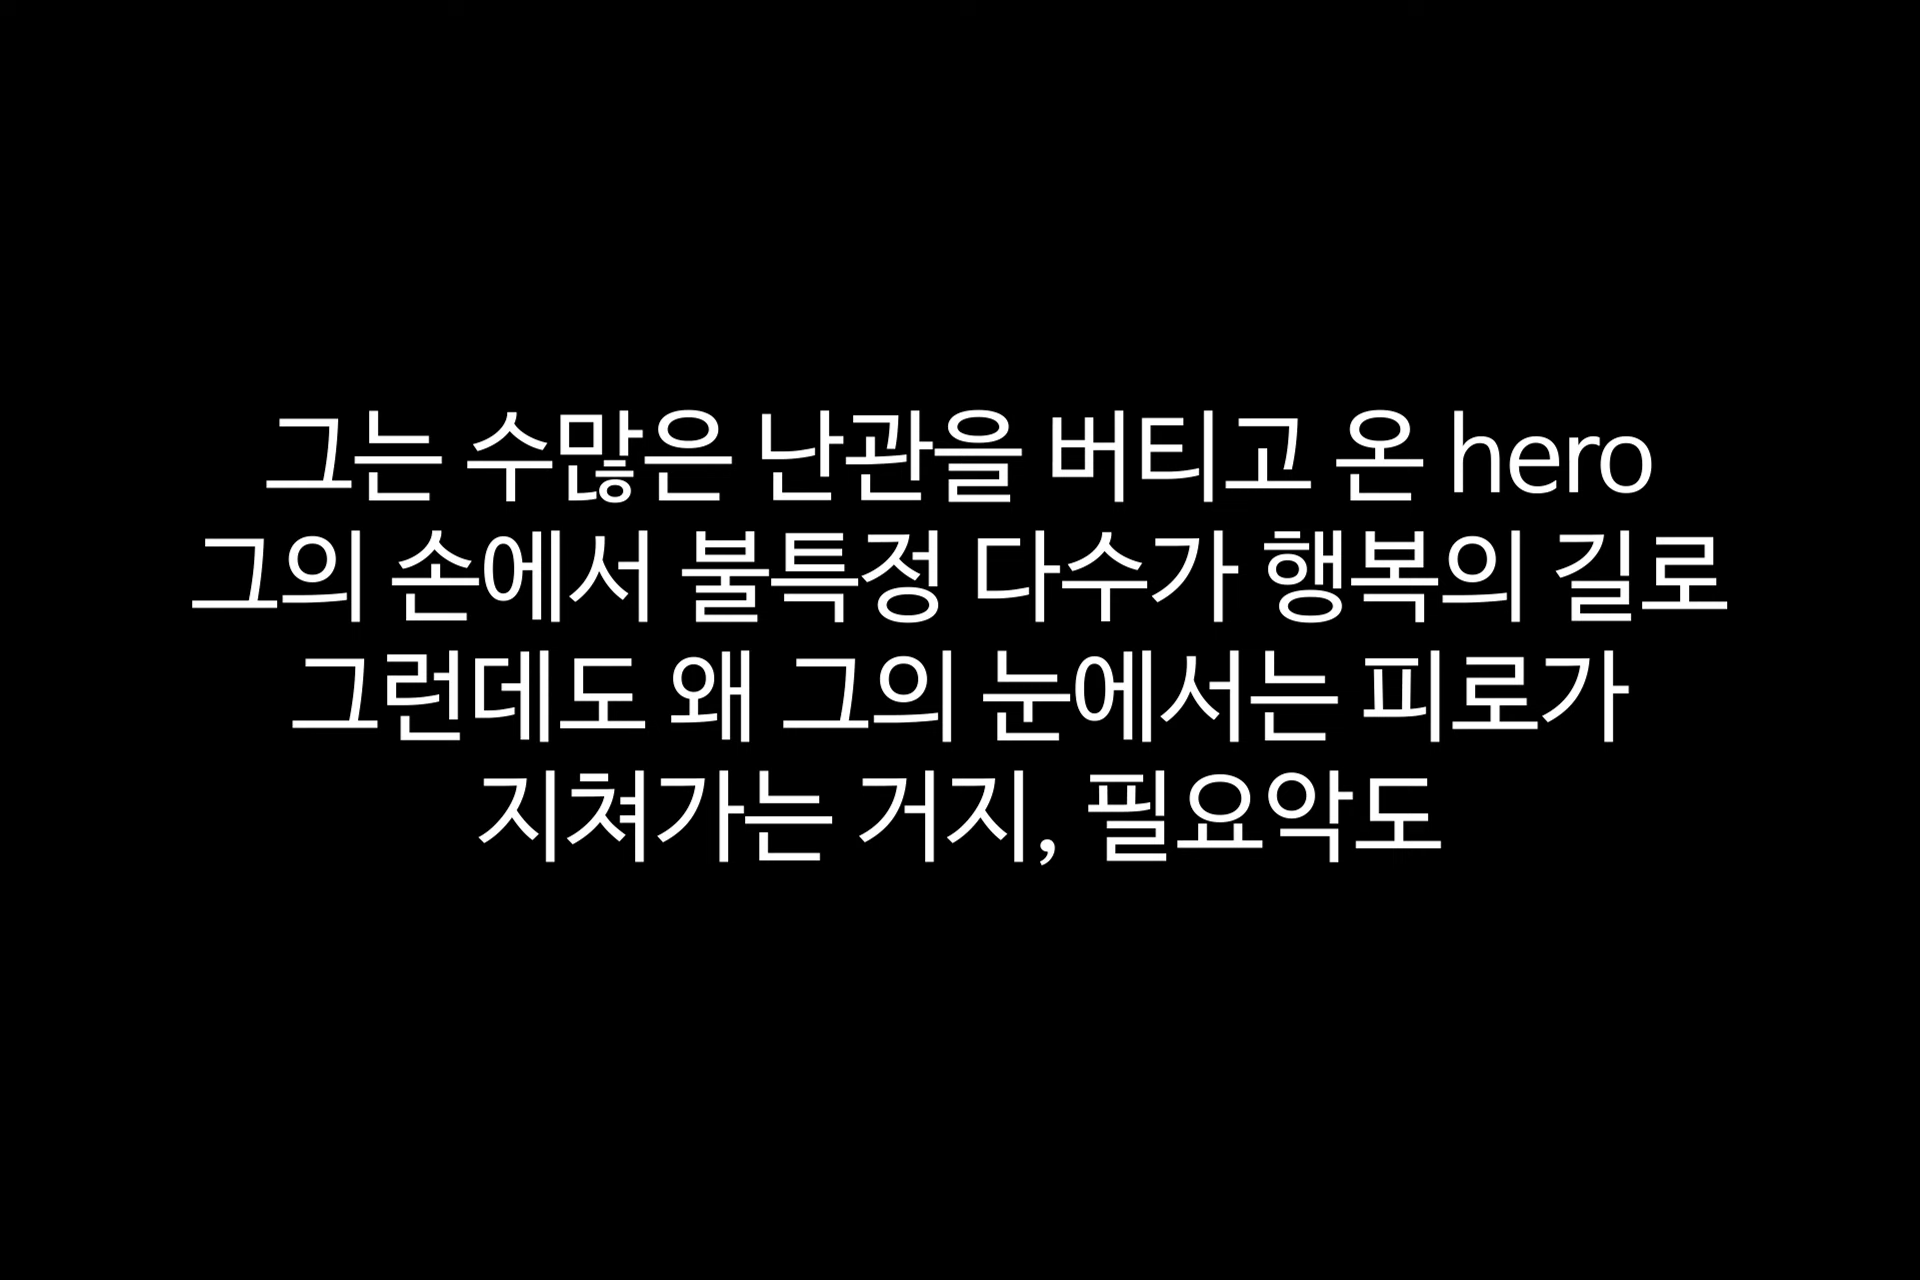 그는 수많은 난관을 버티고 온 hero
그의 손에서 불특정 다수가 행복의 길로
그런데도 왜 그의 눈에서는 피로가
지쳐가는 거지, 필요악도